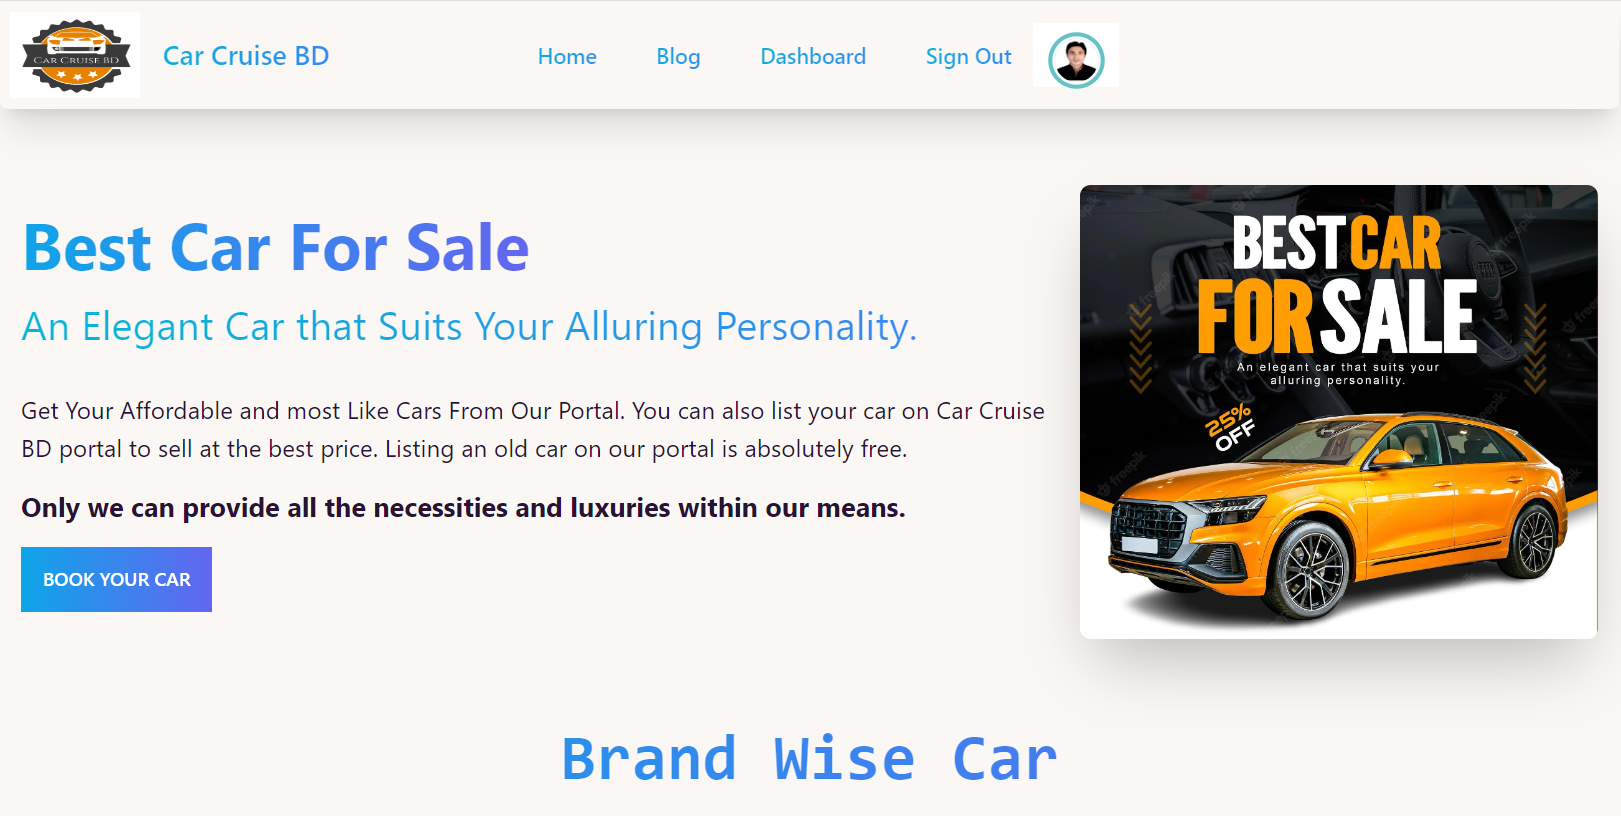 CAR CRUISE BD
Car Cruise BD
Home
Blog
Dashboard
Sign Out
Best Car For Sale
An Elegant Car that Suits Your Alluring Personality.
Get Your Affordable and most Like Cars From Our Portal. You can also list your car on Car Cruise
BD portal to sell at the best price. Listing an old car on our portal is absolutely free.
Only we can provide all the necessities and luxuries within our means.
BOOK YOUR CAR
BEST CAR
FOR SALE
An elegant car that suits your
alluring personality.
25%
OFF
freepik
freepik
freepik
freepik
Brand Wise Car